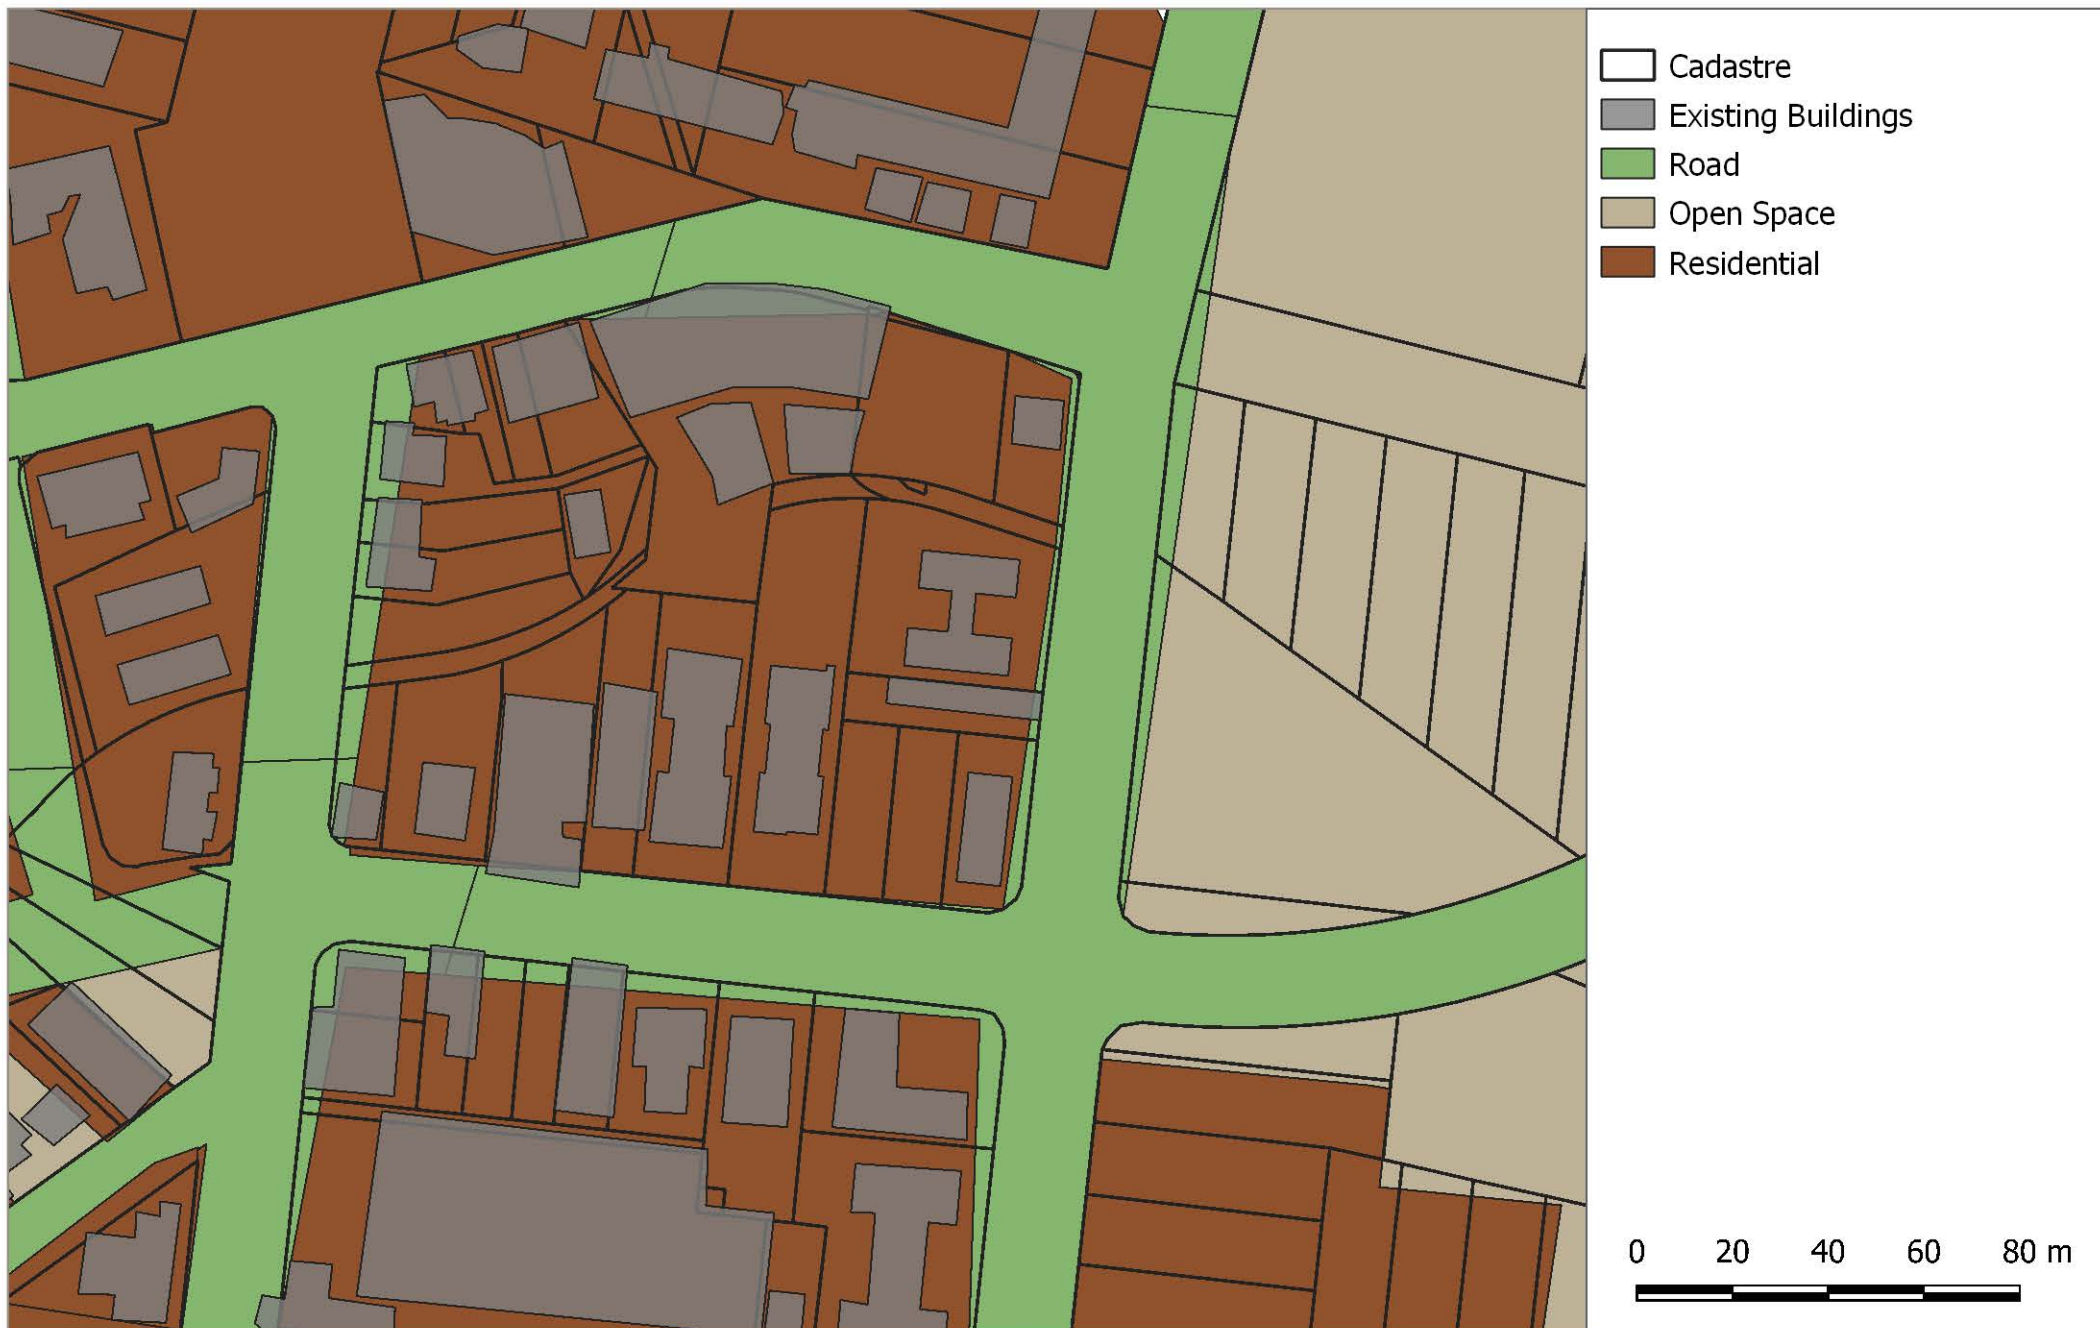 Cadastre
Existing Buildings
Road
Open Space
Residential
0 20 40 60 80 m